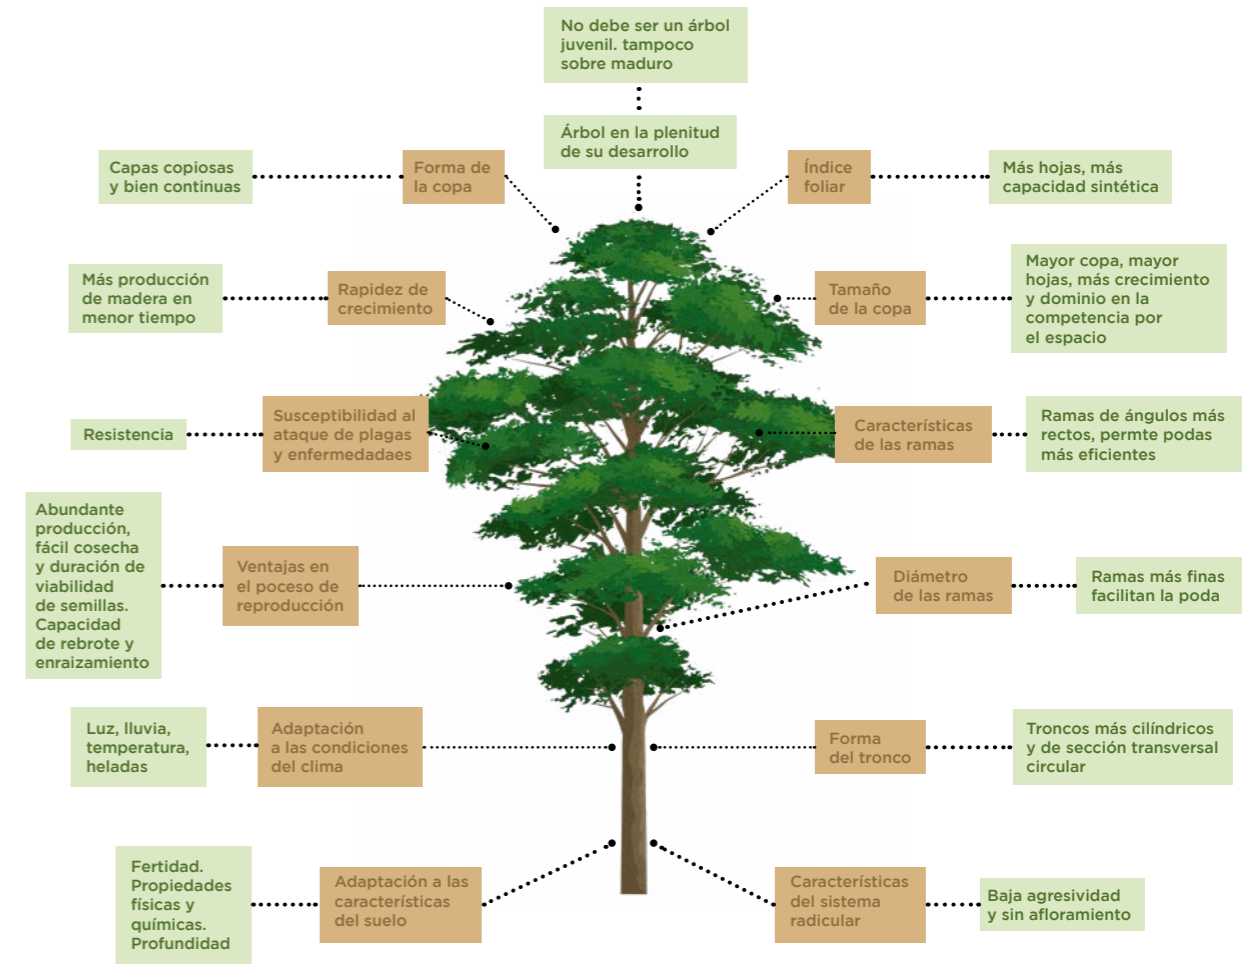 No debe ser un árbol
juvenil. tampoco
sobre maduro
Árbol en la plenitud
de su desarrollo
Capas copiosas
y bien continuas
Forma de
la copa
Índice
foliar
Más hojas, más
capacidad sintética
Más producción
de madera en
menor tiempo
Rapidez de
crecimiento
Tamaño
de la copa
Mayor copa, mayor
hojas, más crecimiento
y dominio en la
competencia por
el espacio
Resistencia
Susceptibilidad al
ataque de plagas
y enfermedadaes
Características
de las ramas
Ramas de ángulos más
rectos, permte podas
más eficientes
Abundante
producción,
fácil cosecha
y duración de
viabilidad
de semillas.
Capacidad
de rebrote y
enraizamiento
Ventajas en
el poceso de
reproducción
Diámetro
de las ramas
Ramas más finas
facilitan la poda
Luz, lluvia,
temperatura,
heladas
Adaptación
a las condiciones
del clima
Forma
del tronco
Troncos más cilíndricos
y de sección transversal
circular
Fertidad.
Propiedades
físicas y
químicas.
Profundidad
Adaptación a las
características
del suelo
Características
del sistema
radicular
Baja agresividad
y sin afloramiento